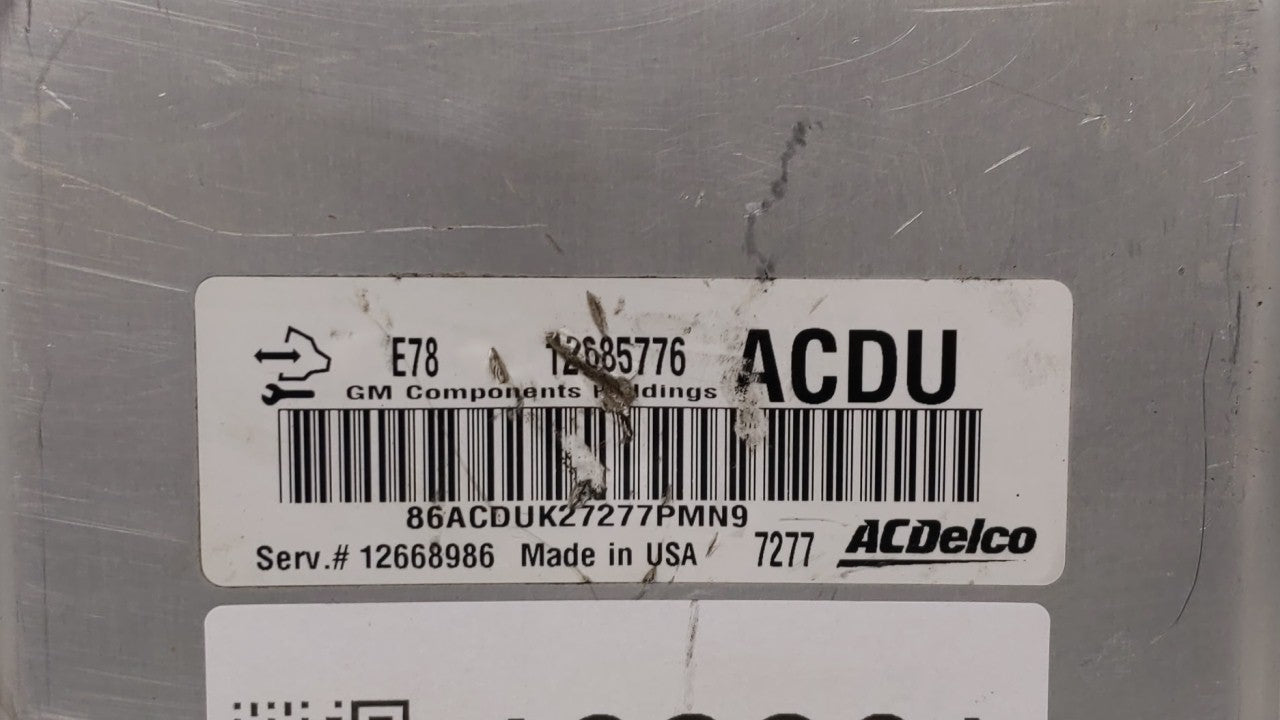 E78 12685776 ACDU
GM Components Holdings
86ACDUK27277PMN9
Serv.# 12668986 Made in USA 7277 ACDelco